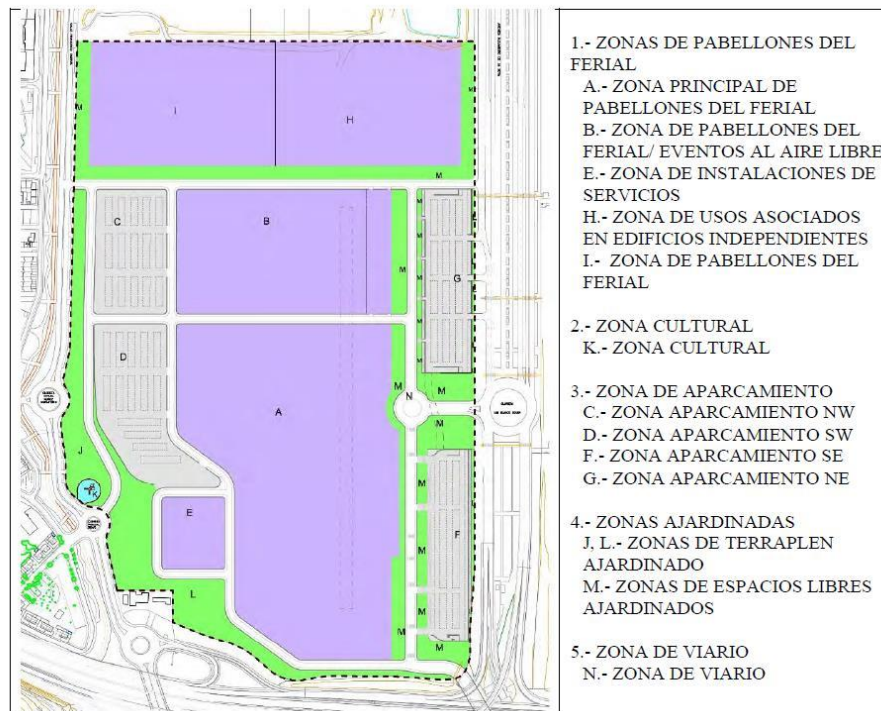 I
H
M
M
M
C
B
M
M
G
M
M
M
M
D
A
M
N
M
M
J
K
E
M
F
M
L
M
M
M
1.- ZONAS DE PABELLONES DEL
FERIAL
A.- ZONA PRINCIPAL DE
PABELLONES DEL FERIAL
B.- ZONA DE PABELLONES DEL
FERIAL/ EVENTOS AL AIRE LIBRE
E.- ZONA DE INSTALACIONES DE
SERVICIOS
H.- ZONA DE USOS ASOCIADOS
EN EDIFICIOS INDEPENDIENTES
I.- ZONA DE PABELLONES DEL
FERIAL
2.- ZONA CULTURAL
K.- ZONA CULTURAL
3.- ZONA DE APARCAMIENTO
C.- ZONA APARCAMIENTO NW
D.- ZONA APARCAMIENTO SW
F.- ZONA APARCAMIENTO SE
G.- ZONA APARCAMIENTO NE
4.- ZONAS AJARDINADAS
J, L.- ZONAS DE TERRAPLEN
AJARDINADO
M.- ZONAS DE ESPACIOS LIBRES
AJARDINADOS
5.- ZONA DE VIARIO
N.- ZONA DE VIARIO